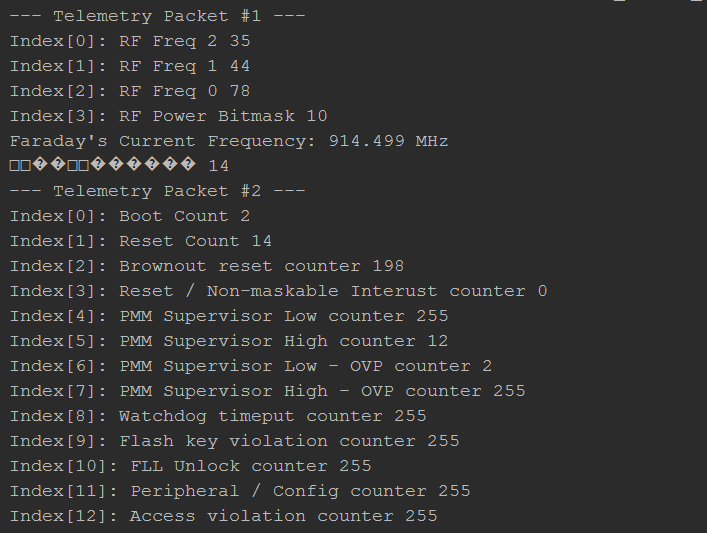 --- Telemetry Packet #1 ---
Index[0]: RF Freq 2 35
Index[1]: RF Freq 1 44
Index[2]: RF Freq 0 78
Index[3]: RF Power Bitmask 10
Faraday's Current Frequency: 914.499 MHz
□□��□□������ 14
--- Telemetry Packet #2 ---
Index[0]: Boot Count 2
Index[1]: Reset Count 14
Index[2]: Brownout reset counter 198
Index[3]: Reset / Non-maskable Interust counter 0
Index[4]: PMM Supervisor Low counter 255
Index[5]: PMM Supervisor High counter 12
Index[6]: PMM Supervisor Low - OVP counter 2
Index[7]: PMM Supervisor High - OVP counter 255
Index[8]: Watchdog timeput counter 255
Index[9]: Flash key violation counter 255
Index[10]: FLL Unlock counter 255
Index[11]: Peripheral / Config counter 255
Index[12]: Access violation counter 255